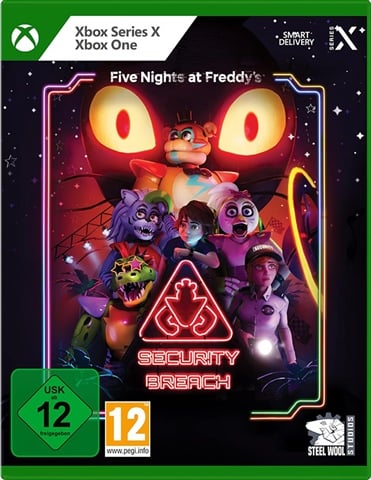 Xbox Series X
Xbox One
SMART
DELIVERY
SERIES
X
Five Nights at Freddy's
SECURITY
BREACH
USK
ab
12
freigegeben
12
www.pegi.info
STEEL WOOL
STUDIOS